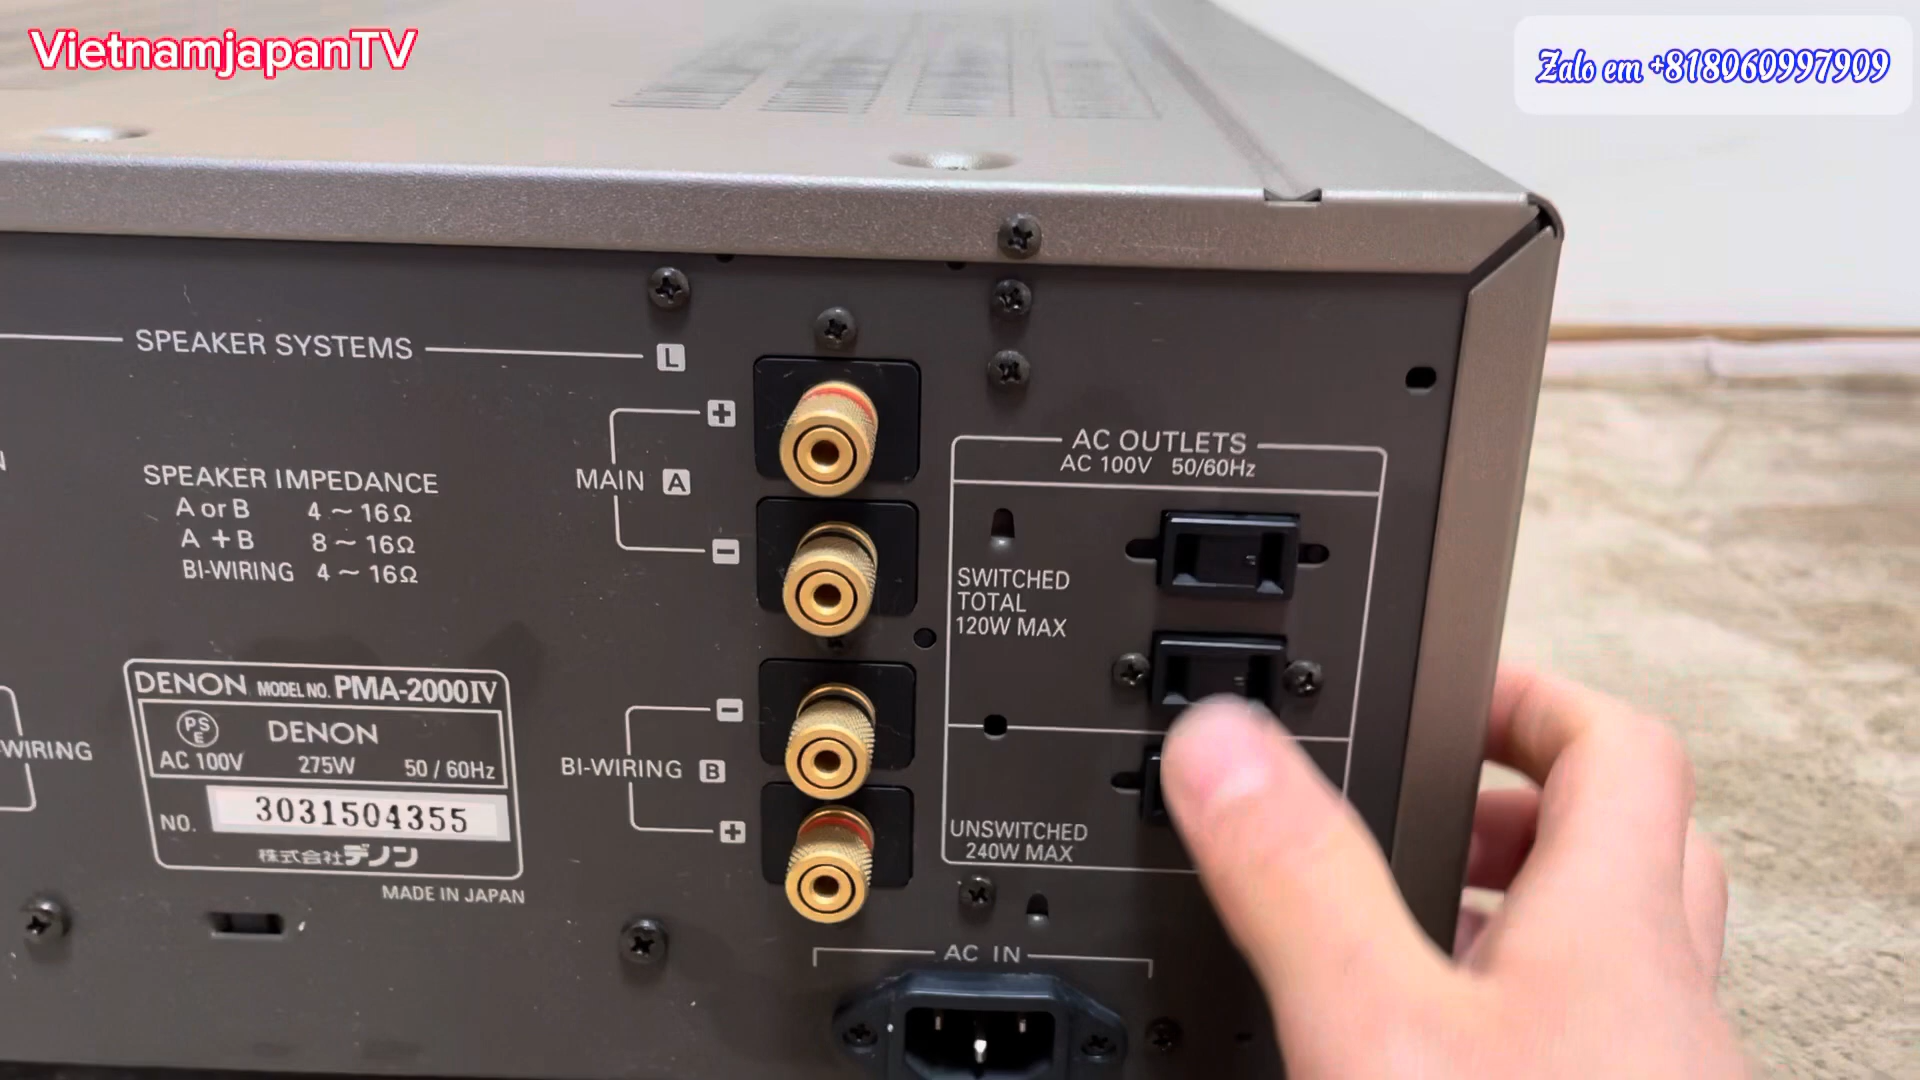 VietnamjapanTV
Zalo em +818060997909
SPEAKER SYSTEMS
L
SPEAKER IMPEDANCE
A or B 4 ~ 16Ω
A + B 8 ~ 16Ω
BI-WIRING 4 ~ 16Ω
+
MAIN A
−
−
BI-WIRING B
+
AC OUTLETS
AC 100V 50/60Hz
SWITCHED
TOTAL
120W MAX
UNSWITCHED
240W MAX
WIRING
DENON MODEL NO. PMA-2000IV
PS
E
DENON
AC 100V 275W 50 / 60Hz
NO. 3031504355
株式会社デノン
MADE IN JAPAN
AC IN